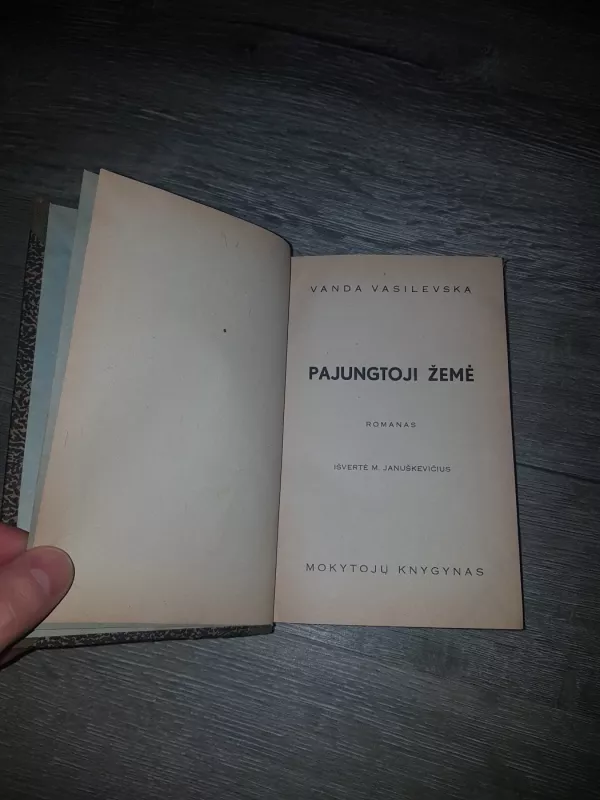 VANDA VASILEVSKA
PAJUNGTOJI ŽEMĖ
ROMANAS
IŠVERTĖ M. JANUŠKEVIČIUS
MOKYTOJŲ KNYGYNAS